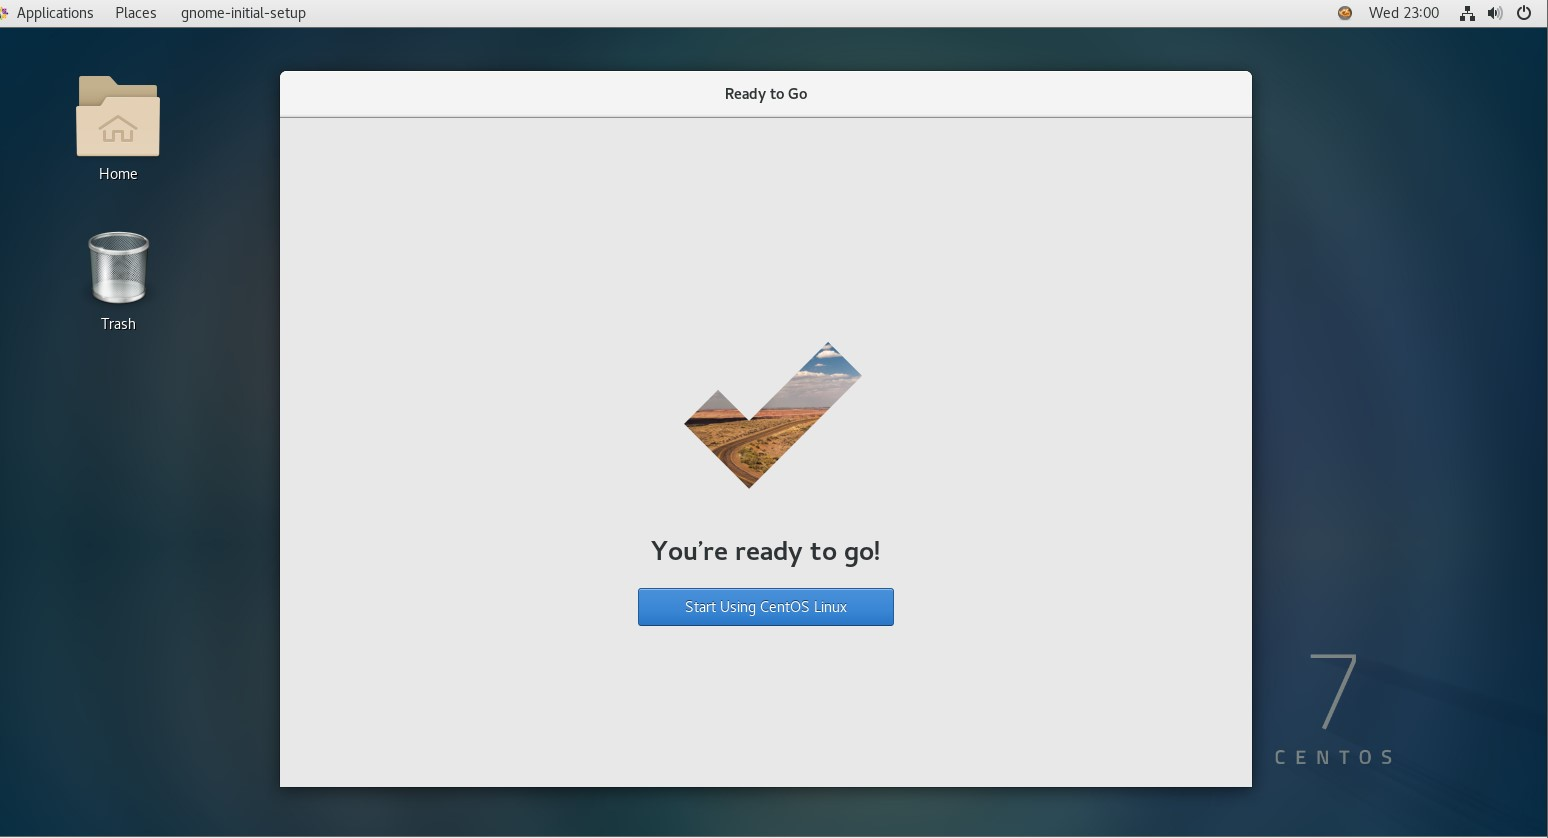 Applications Places gnome-initial-setup Wed 23:00
Ready to Go
Home
Trash
You're ready to go!
Start Using CentOS Linux
7
CENTOS